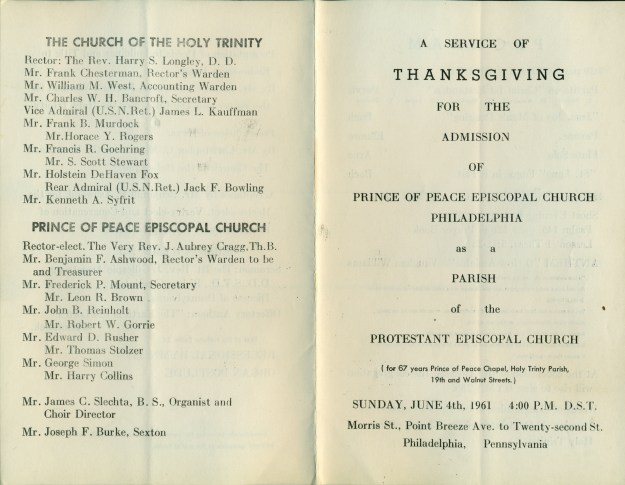 THE CHURCH OF THE HOLY TRINITY
Rector: The Rev. Harry S. Longley, D. D.
Mr. Frank Chesterman, Rector's Warden
Mr. William M. West, Accounting Warden
Mr. Charles W. H. Bancroft, Secretary
Vice Admiral (U.S.N.Ret.) James L. Kauffman
Mr. Frank B. Murdock
Mr.Horace Y. Rogers
Mr. Francis R. Goehring
Mr. S. Scott Stewart
Mr. Holstein DeHaven Fox
Rear Admiral (U.S.N.Ret.) Jack F. Bowling
Mr. Kenneth A. Syfrit
PRINCE OF PEACE EPISCOPAL CHURCH
Rector-elect. The Very Rev. J. Aubrey Cragg,Th.B.
Mr. Benjamin F. Ashwood, Rector's Warden to be
and Treasurer
Mr. Frederick P. Mount, Secretary
Mr. Leon R. Brown
Mr. John B. Reinholt
Mr. Robert W. Gorrie
Mr. Edward D. Rusher
Mr. Thomas Stolzer
Mr. George Simon
Mr. Harry Collins
Mr. James C. Slechta, B. S., Organist and
Choir Director
Mr. Joseph F. Burke, Sexton
A SERVICE OF
THANKSGIVING
FOR THE
ADMISSION
OF
PRINCE OF PEACE EPISCOPAL CHURCH
PHILADELPHIA
as a
PARISH
of the
PROTESTANT EPISCOPAL CHURCH
( for 67 years Prince of Peace Chapel, Holy Trinty Parish,
19th and Walnut Streets. )
SUNDAY, JUNE 4th, 1961 4:00 P.M. D.S.T.
Morris St., Point Breeze Ave. to Twenty-second St.
Philadelphia, Pennsylvania